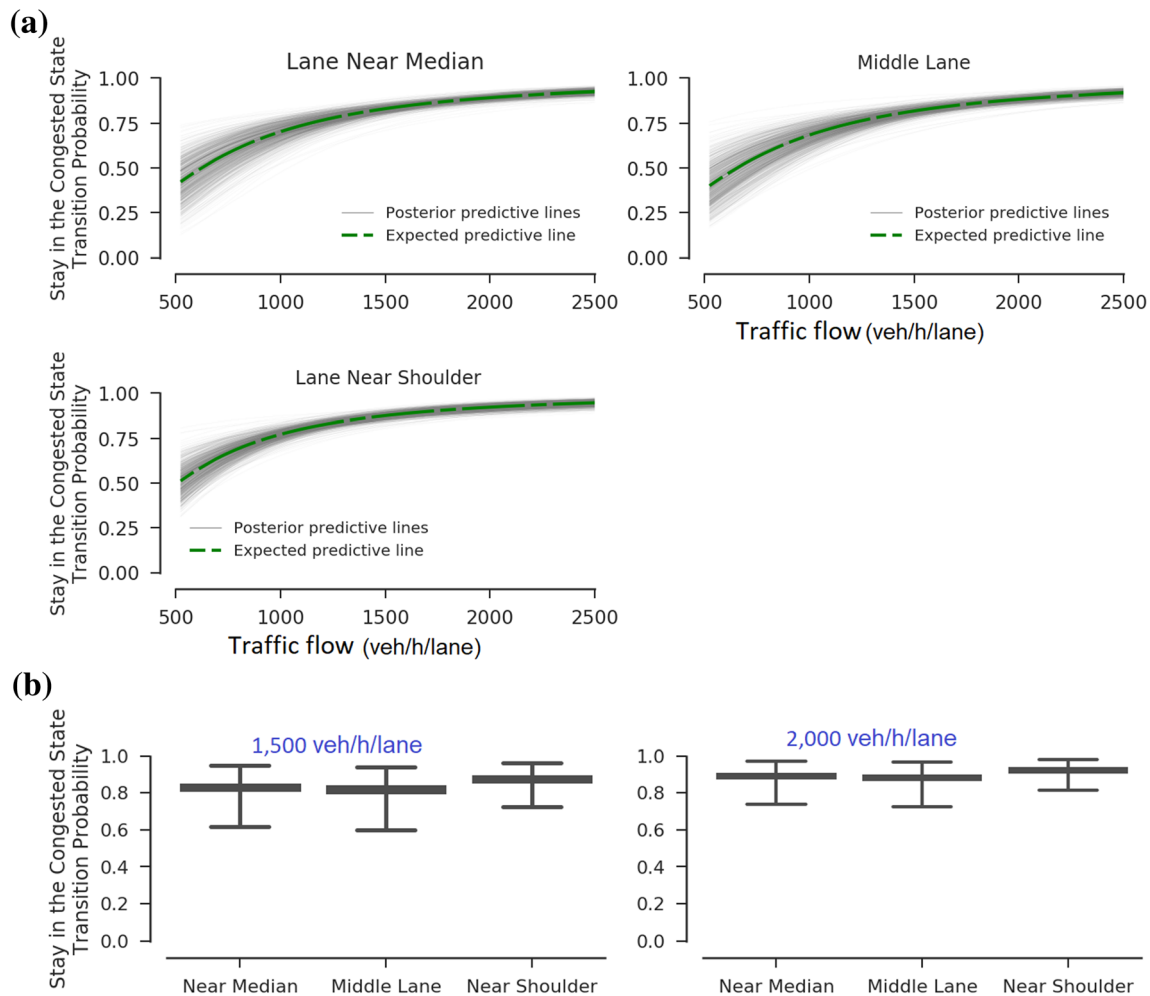 (a)
Lane Near Median
Stay in the Congested State
Transition Probability
1.00
0.75
0.50
0.25
0.00
Posterior predictive lines
Expected predictive line
500 1000 1500 2000 2500
Middle Lane
1.00
0.75
0.50
0.25
0.00
Posterior predictive lines
Expected predictive line
500 1000 1500 2000 2500
Traffic flow (veh/h/lane)
Lane Near Shoulder
Stay in the Congested State
Transition Probability
1.00
0.75
0.50
0.25
0.00
Posterior predictive lines
Expected predictive line
500 1000 1500 2000 2500
Traffic flow (veh/h/lane)
(b)
Stay in the Congested State
Transition Probability
1,500 veh/h/lane
1.0
0.8
0.6
0.4
0.2
0.0
Near Median Middle Lane Near Shoulder
2,000 veh/h/lane
1.0
0.8
0.6
0.4
0.2
0.0
Near Median Middle Lane Near Shoulder